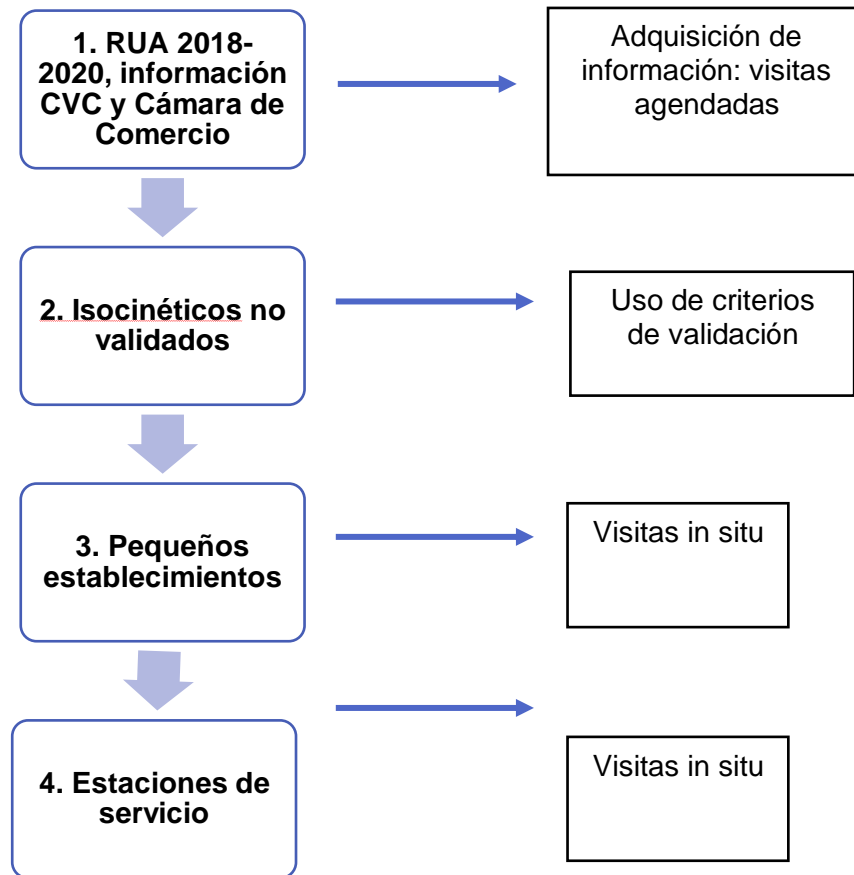 1. RUA 2018-
2020, información
CVC y Cámara de
Comercio
Adquisición de
información: visitas
agendadas
2. Isocinéticos no
validados
Uso de criterios
de validación
3. Pequeños
establecimientos
Visitas in situ
4. Estaciones de
servicio
Visitas in situ